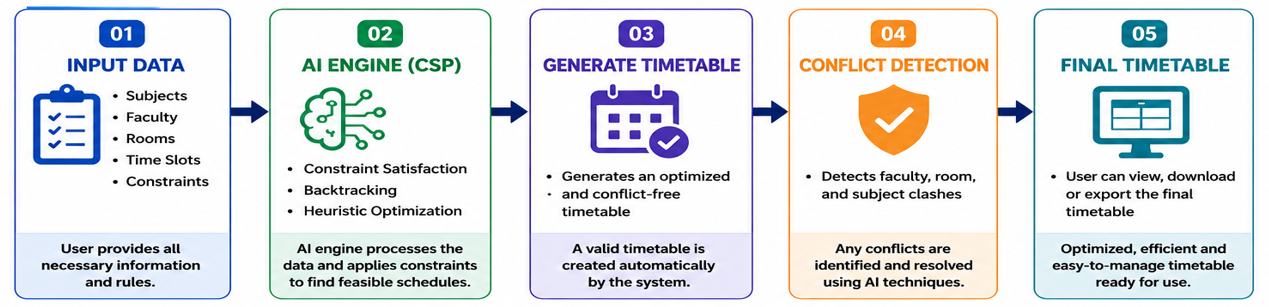 01
INPUT DATA
• Subjects
• Faculty
• Rooms
• Time Slots
• Constraints
User provides all
necessary information
and rules.
02
AI ENGINE (CSP)
• Constraint Satisfaction
• Backtracking
• Heuristic Optimization
AI engine processes the
data and applies constraints
to find feasible schedules.
03
GENERATE TIMETABLE
• Generates an optimized
• and conflict-free
timetable
A valid timetable is
created automatically
by the system.
04
CONFLICT DETECTION
• Detects faculty, room,
and subject clashes
Any conflicts are
identified and resolved
using AI techniques.
05
FINAL TIMETABLE
• User can view, download
or export the final
timetable
Optimized, efficient and
easy-to-manage timetable
ready for use.